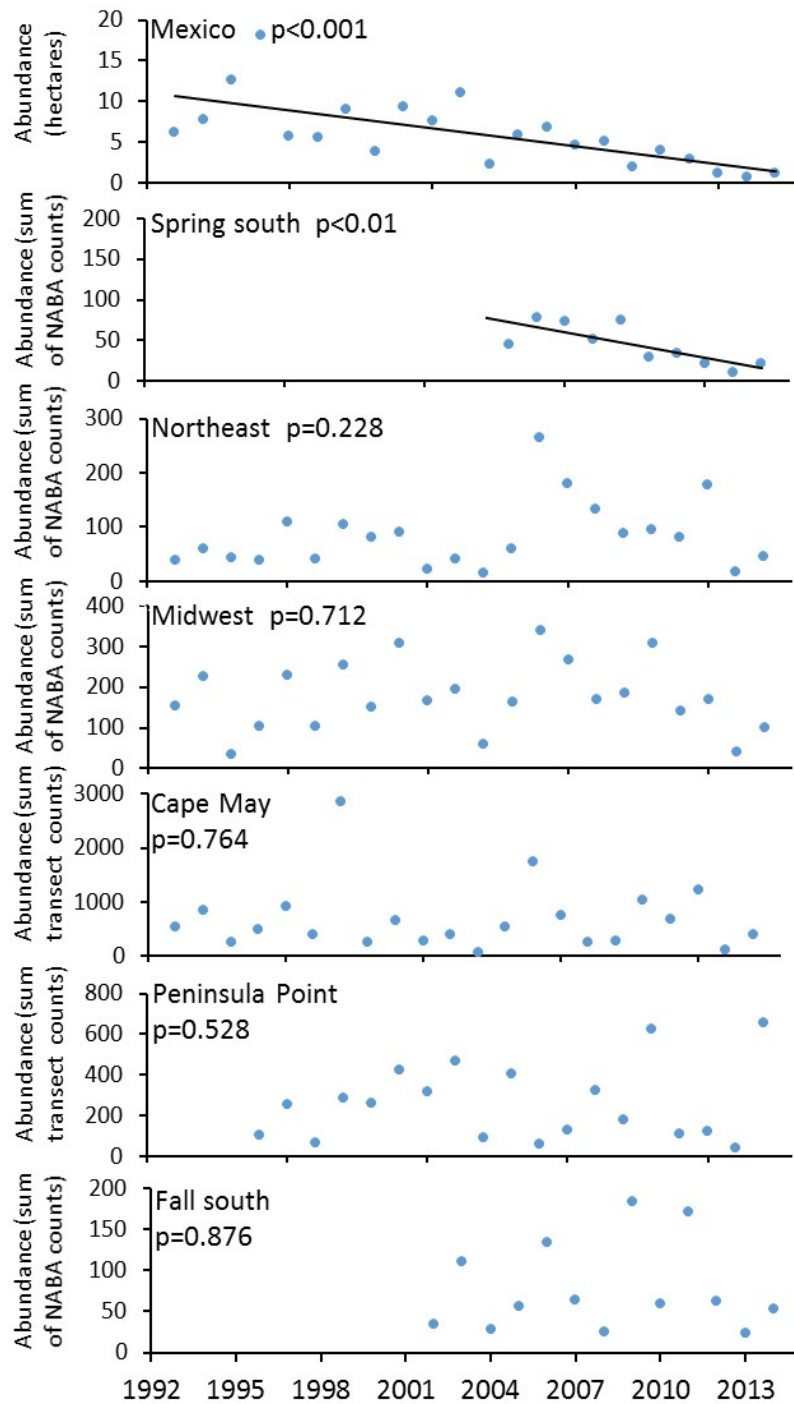 Abundance
(hectares)
20
15
10
5
0
Mexico p<0.001
Abundance (sum
of NABA counts)
200
150
100
50
0
Spring south p<0.01
Abundance (sum
of NABA counts)
300
200
100
0
Northeast p=0.228
Abundance (sum
of NABA counts)
400
300
200
100
0
Midwest p=0.712
Abundance (sum
transect counts)
3000
2000
1000
0
Cape May
p=0.764
Abundance (sum
transect counts)
800
600
400
200
0
Peninsula Point
p=0.528
Abundance (sum
of NABA counts)
200
150
100
50
0
Fall south
p=0.876
1992 1995 1998 2001 2004 2007 2010 2013